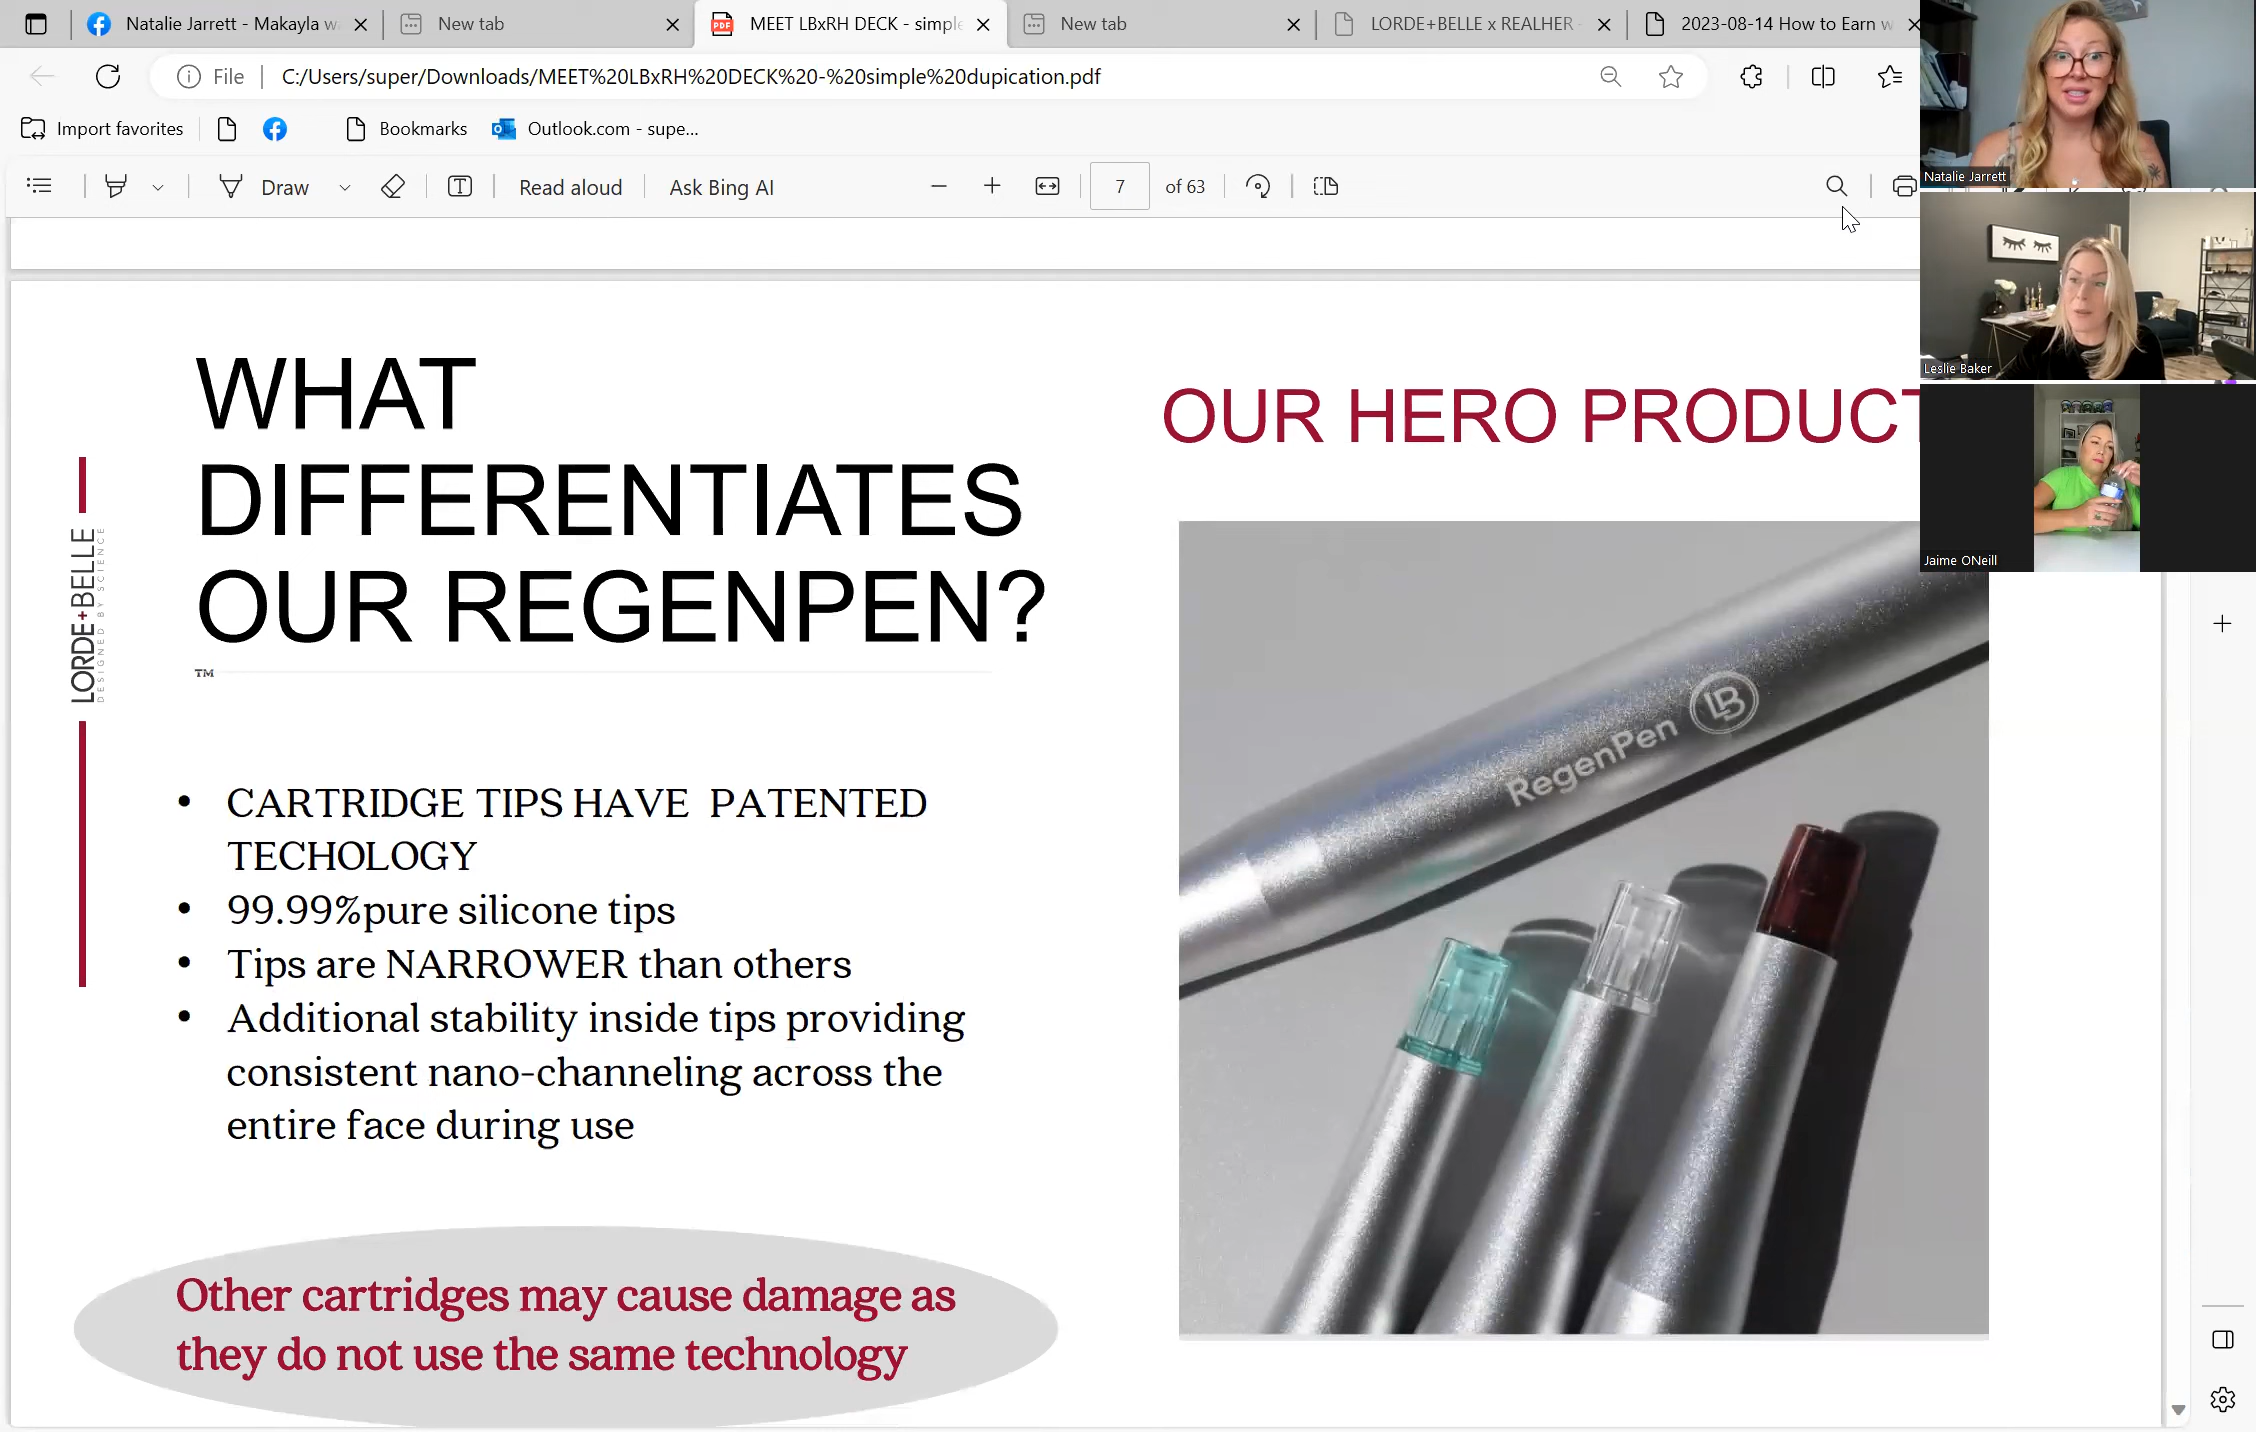 Natalie Jarrett - Makayla w
New tab
MEET LBxRH DECK - simple
New tab
LORDE+BELLE x REALHER -
2023-08-14 How to Earn w
File
C:/Users/super/Downloads/MEET%20LBxRH%20DECK%20-%20simple%20dupication.pdf
Import favorites
Bookmarks
Outlook.com - supe...
Draw
Read aloud
Ask Bing AI
7
of 63
Natalie Jarrett
Leslie Baker
Jaime ONeill
WHAT
DIFFERENTIATES
OUR REGENPEN?
TM
LORDE+BELLE
DESIGNED BY SCIENCE
• CARTRIDGE TIPS HAVE  PATENTED
TECHOLOGY
• 99.99%pure silicone tips
• Tips are NARROWER than others
• Additional stability inside tips providing
consistent nano-channeling across the
entire face during use
Other cartridges may cause damage as
they do not use the same technology
OUR HERO PRODUCT
RegenPen LB